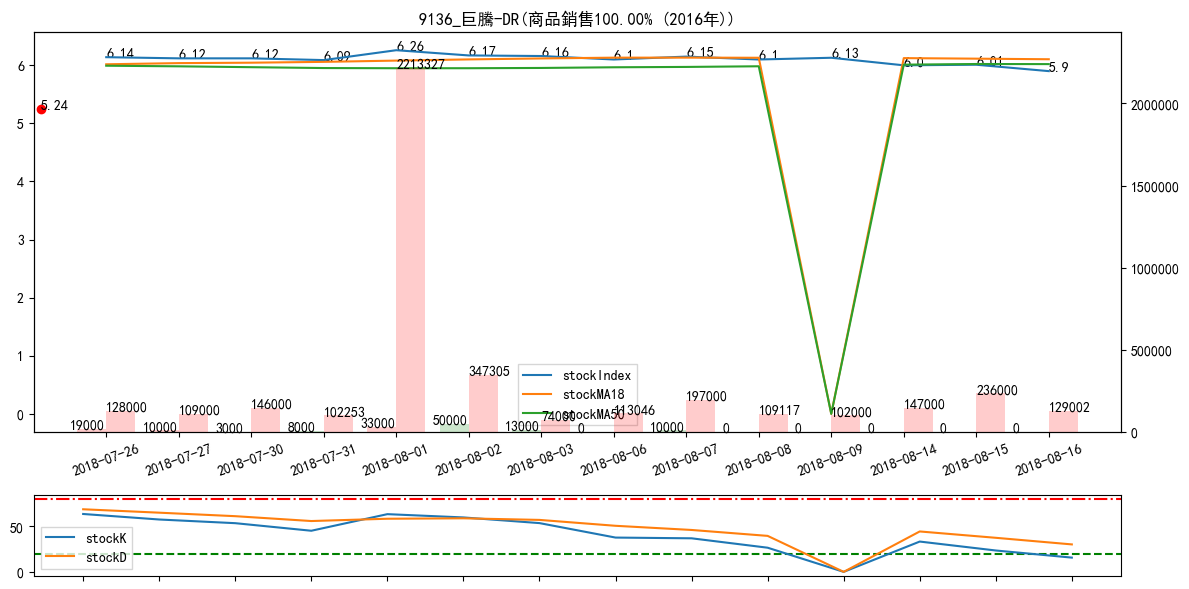 9136_巨騰-DR(商品銷售100.00% (2016年))
6.14 6.12 6.12 6.09 6.26 6.17 6.16 6.1 6.15 6.1 6.13 6.0 6.01 5.9
5.24
2213327
6
5
4
3
2
1
0
2000000
1500000
1000000
500000
0
stockIndex
stockMA18
stockMA50
19000 128000 10000 109000 3000 146000 8000 102253 33000 50000 347305 13000 74000 0 113046 10000 197000 0 109117 0 102000 0 147000 0 236000 0 129002
2018-07-26 2018-07-27 2018-07-30 2018-07-31 2018-08-01 2018-08-02 2018-08-03 2018-08-06 2018-08-07 2018-08-08 2018-08-09 2018-08-14 2018-08-15 2018-08-16
50
0
stockK
stockD